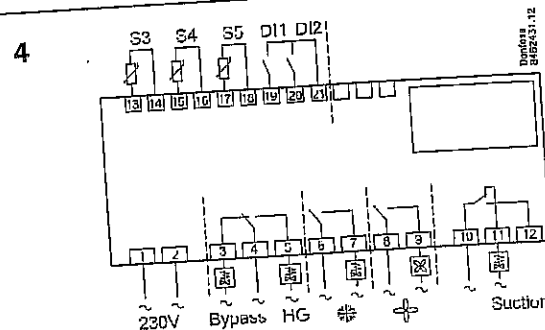 4
S3 S4 S5 DI1 DI2
Danfoss
84B2431.12
13 14 15 16 17 18 19 20 21
1 2 3 4 5 6 7 8 9 10 11 12
230V Bypass HG Suction